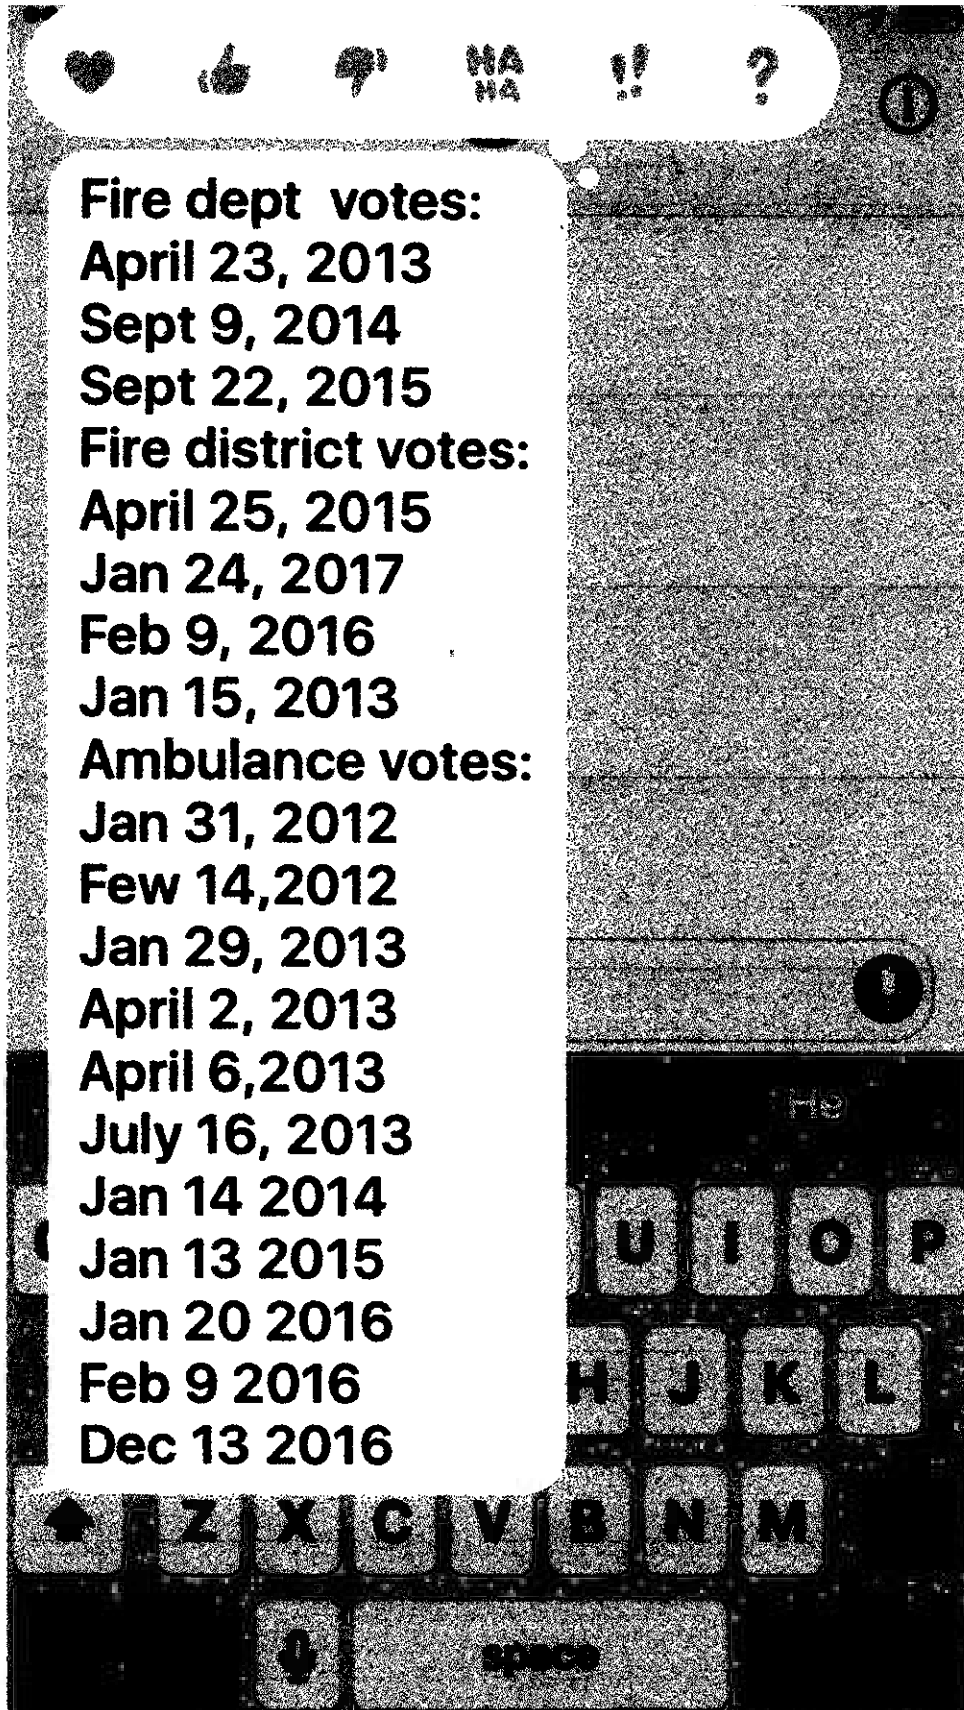 HA
HA
!!
?
i
Fire dept  votes:
April 23, 2013
Sept 9, 2014
Sept 22, 2015
Fire district votes:
April 25, 2015
Jan 24, 2017
Feb 9, 2016
Jan 15, 2013
Ambulance votes:
Jan 31, 2012
Few 14,2012
Jan 29, 2013
April 2, 2013
April 6,2013
July 16, 2013
Jan 14 2014
Jan 13 2015
Jan 20 2016
Feb 9 2016
Dec 13 2016
U I O P
H J K L
Z X C V B N M
space